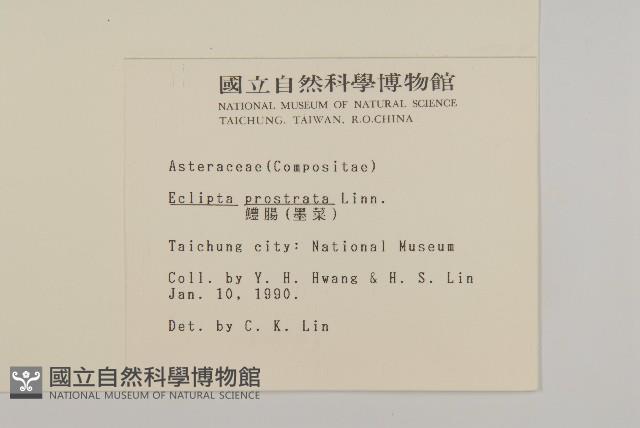 國立自然科學博物館
NATIONAL MUSEUM OF NATURAL SCIENCE
TAICHUNG, TAIWAN, R.O.CHINA
Asteraceae(Compositae)
Eclipta prostrata Linn.
鱧腸(墨菜)
Taichung city: National Museum
Coll. by Y. H. Hwang & H. S. Lin
Jan. 10, 1990.
Det. by C. K. Lin
國立自然科學博物館
NATIONAL MUSEUM OF NATURAL SCIENCE